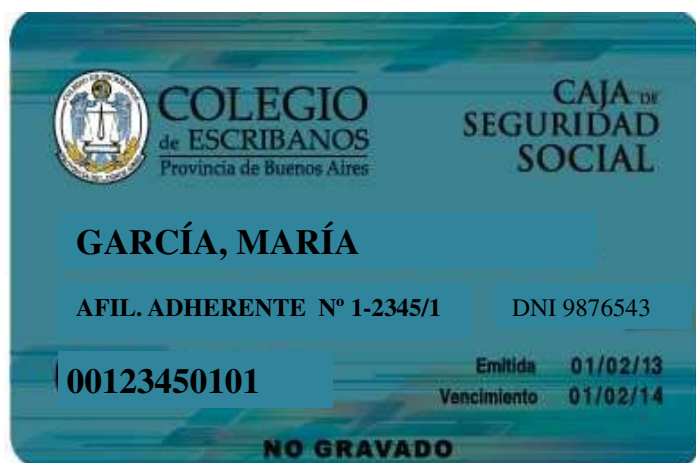 COLEGIO
de ESCRIBANOS
Provincia de Buenos Aires
CAJA DE
SEGURIDAD
SOCIAL
GARCÍA, MARÍA
AFIL. ADHERENTE Nº 1-2345/1 DNI 9876543
00123450101
Emitida 01/02/13
Vencimiento 01/02/14
NO GRAVADO